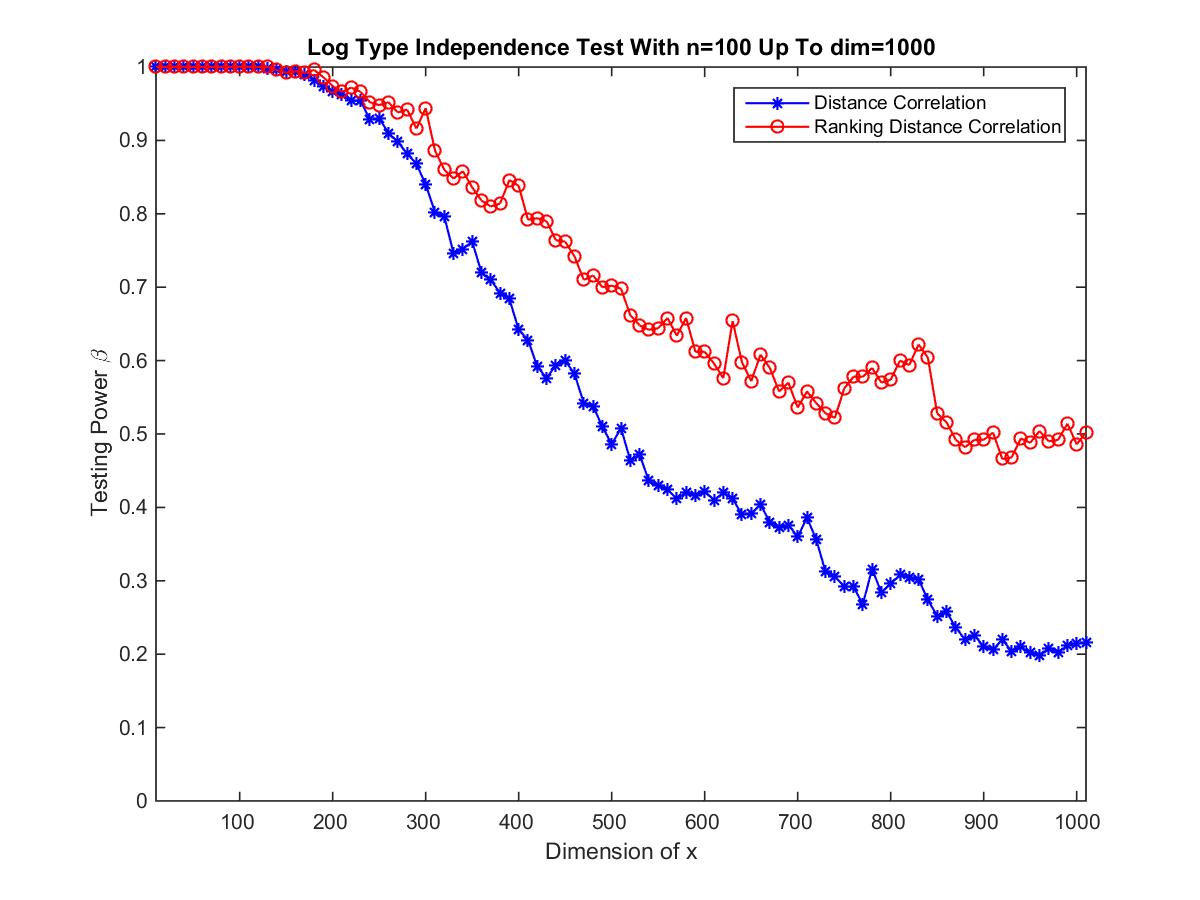 Log Type Independence Test With n=100 Up To dim=1000
Distance Correlation
Ranking Distance Correlation
Testing Power β
1
0.9
0.8
0.7
0.6
0.5
0.4
0.3
0.2
0.1
0
100 200 300 400 500 600 700 800 900 1000
Dimension of x